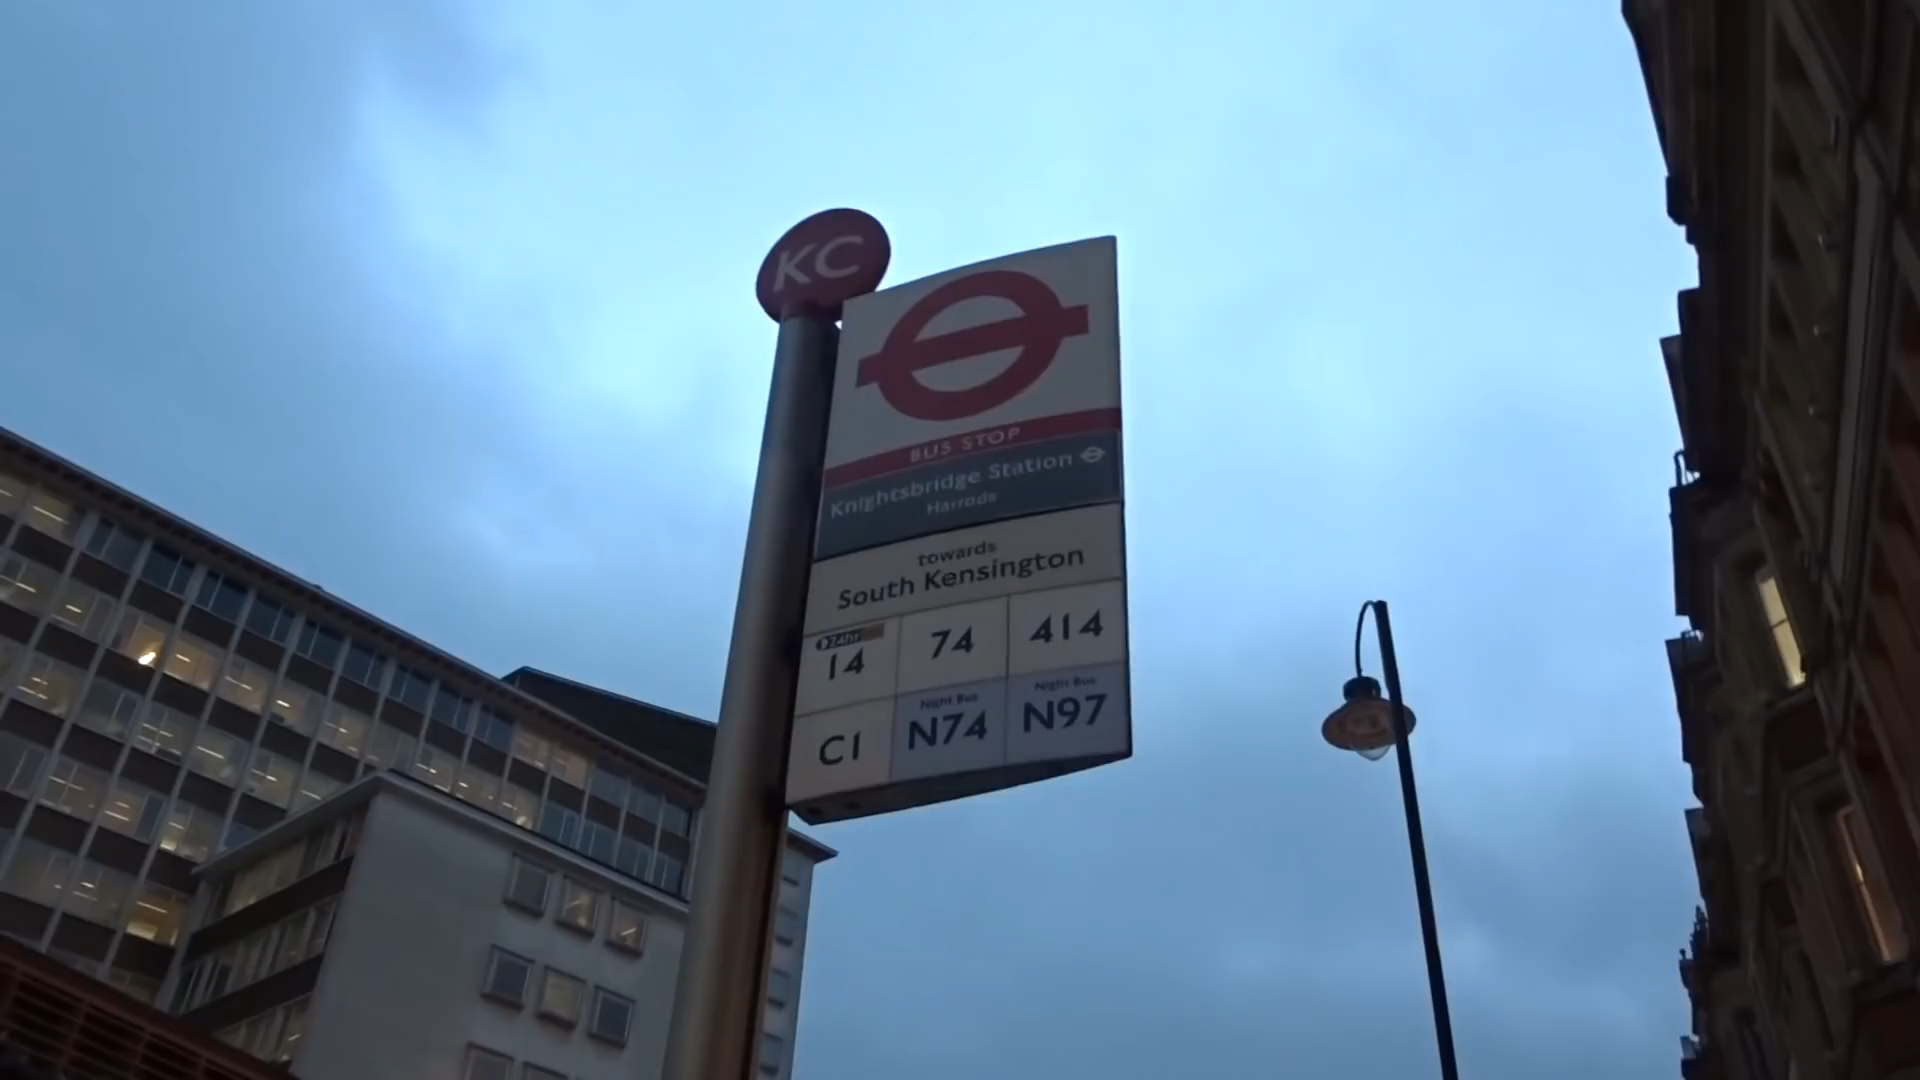 KC
BUS STOP
Knightsbridge Station
Harrods
towards
South Kensington
24hr
14
74
414
C1
Night Bus
N74
Night Bus
N97